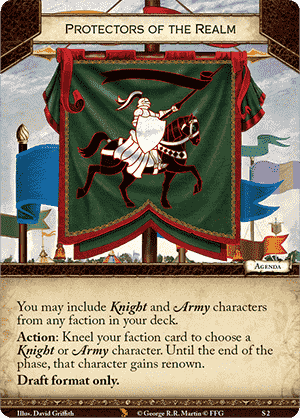 Protectors of the Realm
Agenda
You may include Knight and Army characters
from any faction in your deck.
Action: Kneel your faction card to choose a
Knight or Army character. Until the end of the
phase, that character gains renown.
Draft format only.
Illus. David Griffith © George R.R. Martin © FFG S2